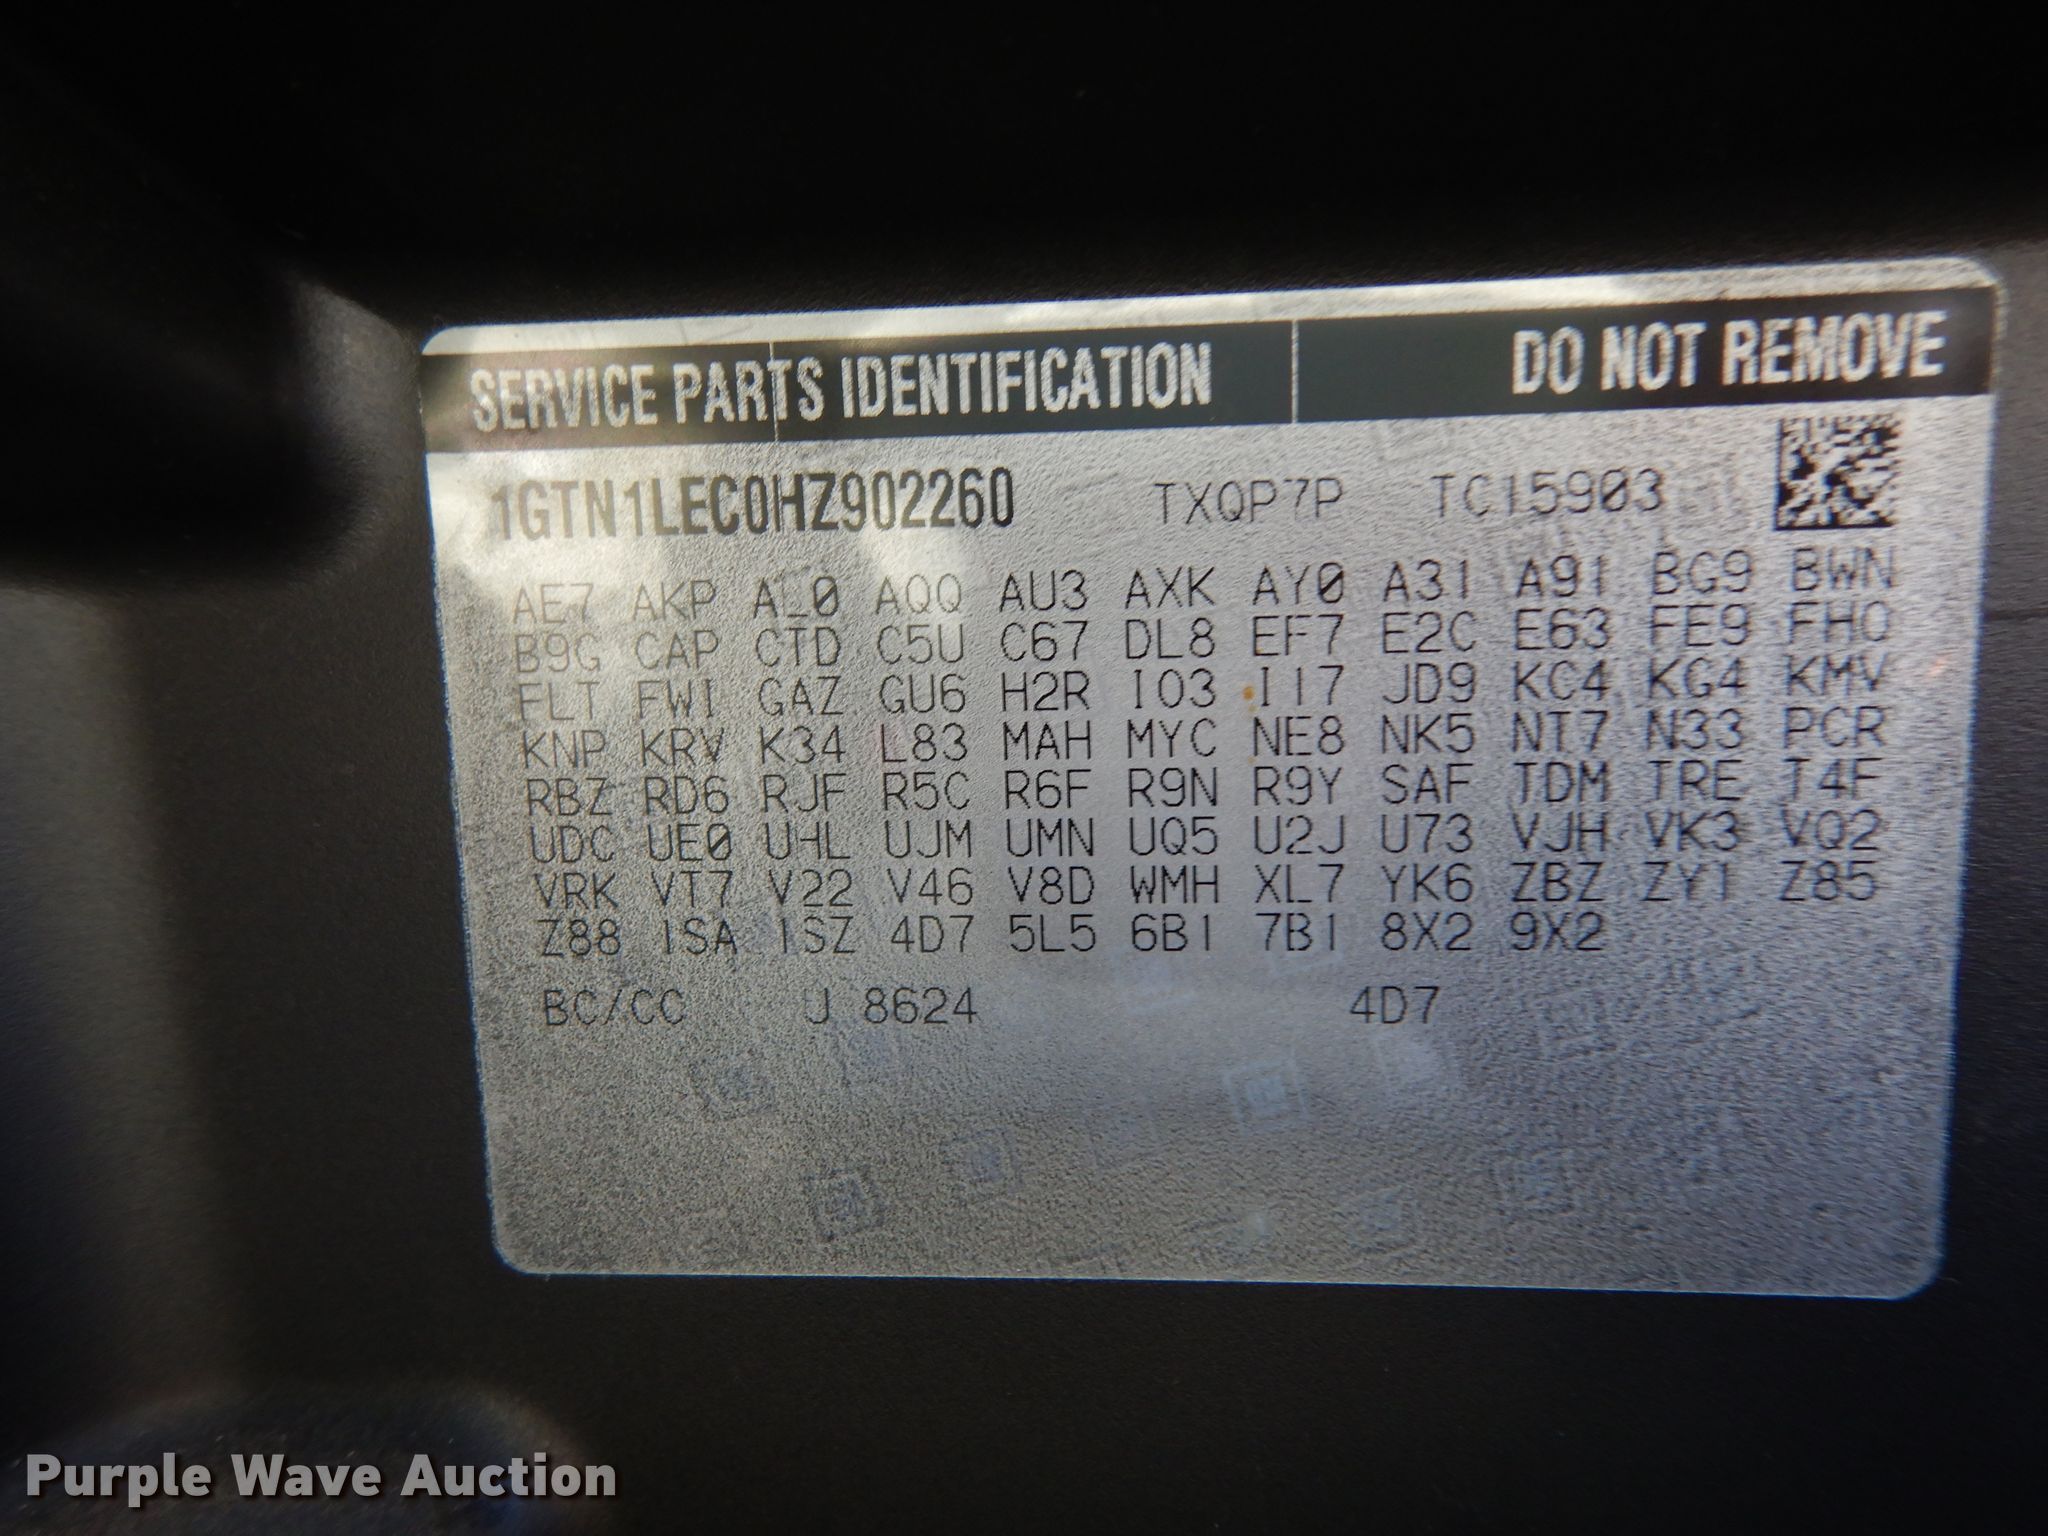 SERVICE PARTS IDENTIFICATION DO NOT REMOVE
1GTN1LEC0HZ902260 TXQP7P TC15903
AE7 AKP AL0 AQQ AU3 AXK AY0 A31 A91 BG9 BWN
B9G CAP CTD C5U C67 DL8 EF7 E2C E63 FE9 FHO
FLT FW1 GAZ GU6 H2R IO3 I17 JD9 KC4 KG4 KMV
KNP KRV K34 L83 MAH MYC NE8 NK5 NT7 N33 PCR
RBZ RD6 RJF R5C R6F R9N R9Y SAF TDM TRE T4F
UDC UE0 UHL UJM UMN UQ5 U2J U73 VJH VK3 VQ2
VRK VT7 V22 V46 V8D WMH XL7 YK6 ZBZ ZY1 Z85
Z88 1SA 1SZ 4D7 5L5 6B1 7B1 8X2 9X2
BC/CC U 8624 4D7
Purple Wave Auction